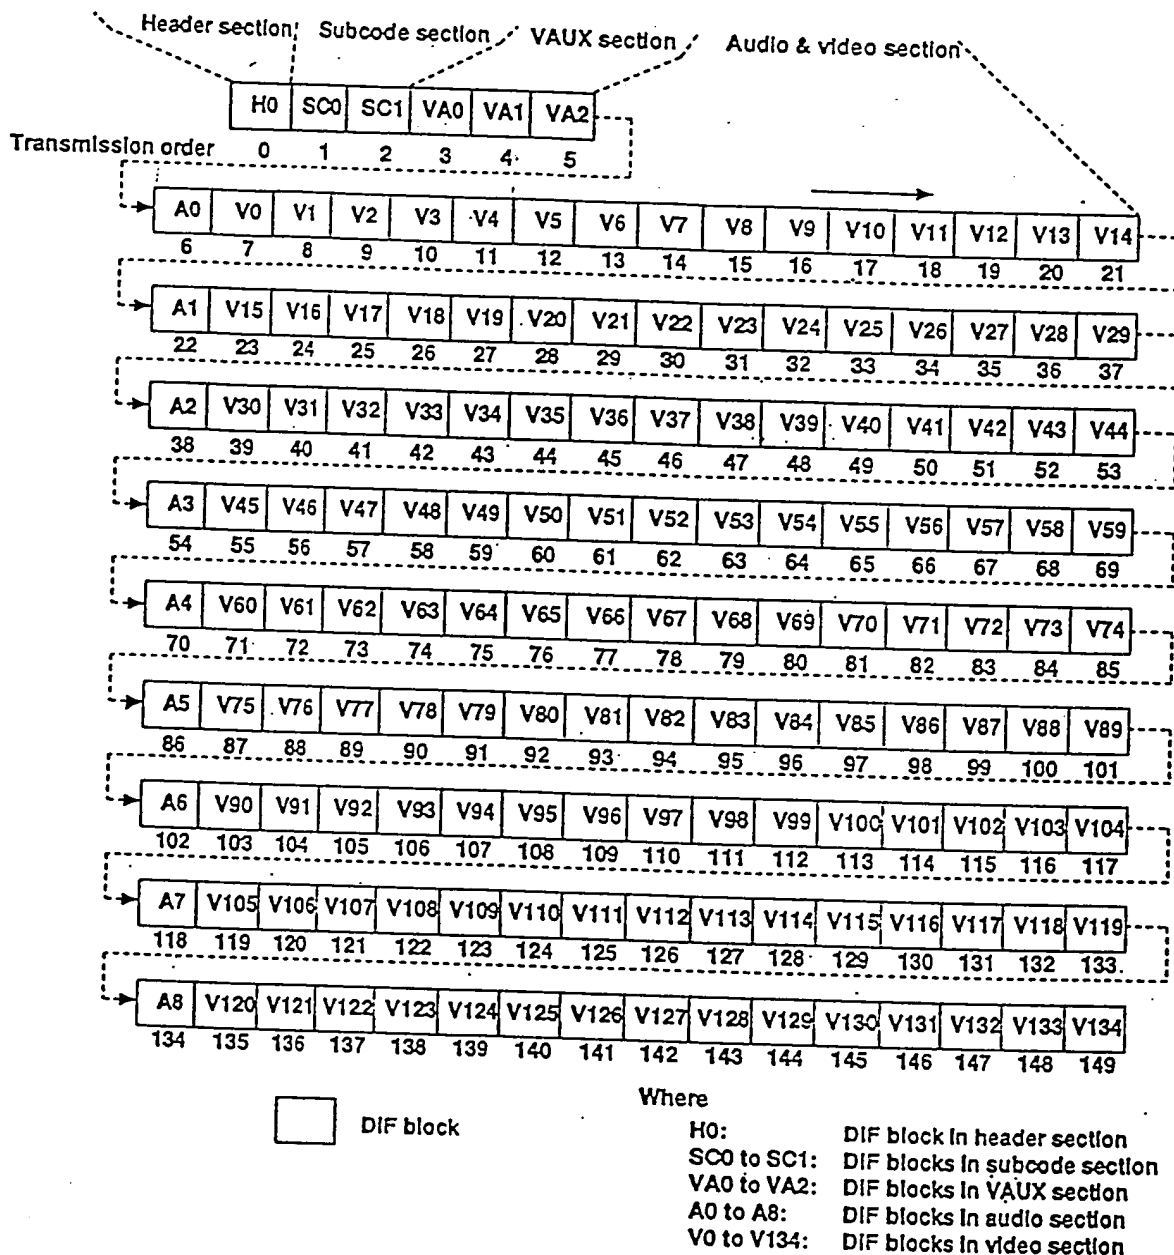 Header section Subcode section VAUX section Audio & video section
H0 SC0 SC1 VA0 VA1 VA2
Transmission order 0 1 2 3 4 5
A0 V0 V1 V2 V3 V4 V5 V6 V7 V8 V9 V10 V11 V12 V13 V14
6 7 8 9 10 11 12 13 14 15 16 17 18 19 20 21
A1 V15 V16 V17 V18 V19 V20 V21 V22 V23 V24 V25 V26 V27 V28 V29
22 23 24 25 26 27 28 29 30 31 32 33 34 35 36 37
A2 V30 V31 V32 V33 V34 V35 V36 V37 V38 V39 V40 V41 V42 V43 V44
38 39 40 41 42 43 44 45 46 47 48 49 50 51 52 53
A3 V45 V46 V47 V48 V49 V50 V51 V52 V53 V54 V55 V56 V57 V58 V59
54 55 56 57 58 59 60 61 62 63 64 65 66 67 68 69
A4 V60 V61 V62 V63 V64 V65 V66 V67 V68 V69 V70 V71 V72 V73 V74
70 71 72 73 74 75 76 77 78 79 80 81 82 83 84 85
A5 V75 V76 V77 V78 V79 V80 V81 V82 V83 V84 V85 V86 V87 V88 V89
86 87 88 89 90 91 92 93 94 95 96 97 98 99 100 101
A6 V90 V91 V92 V93 V94 V95 V96 V97 V98 V99 V100 V101 V102 V103 V104
102 103 104 105 106 107 108 109 110 111 112 113 114 115 116 117
A7 V105 V106 V107 V108 V109 V110 V111 V112 V113 V114 V115 V116 V117 V118 V119
118 119 120 121 122 123 124 125 126 127 128 129 130 131 132 133
A8 V120 V121 V122 V123 V124 V125 V126 V127 V128 V129 V130 V131 V132 V133 V134
134 135 136 137 138 139 140 141 142 143 144 145 146 147 148 149
Where
DIF block
H0: DIF block in header section
SC0 to SC1: DIF blocks in subcode section
VA0 to VA2: DIF blocks in VAUX section
A0 to A8: DIF blocks in audio section
V0 to V134: DIF blocks in video section